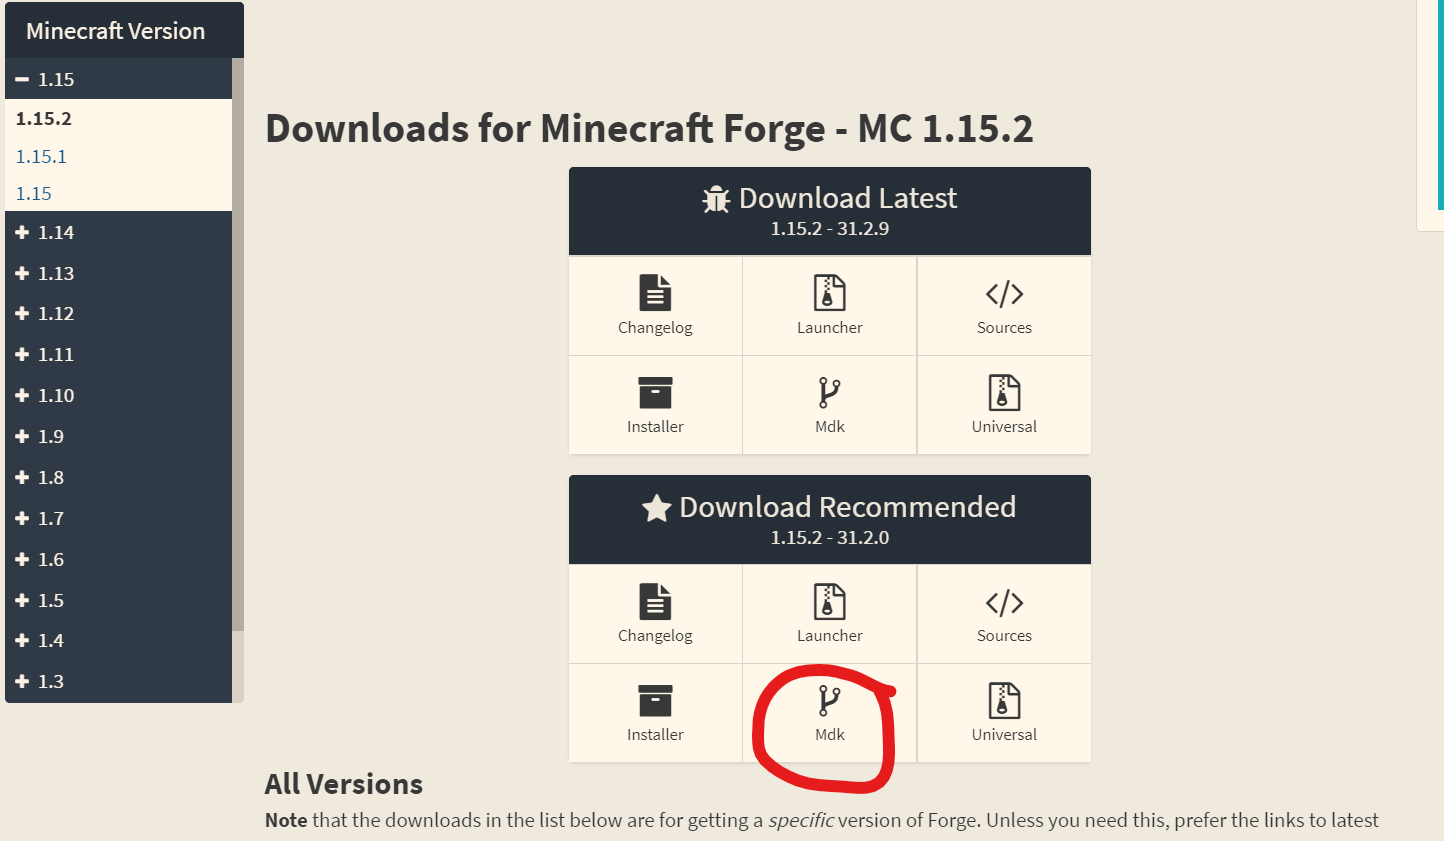 Minecraft Version
1.15
1.15.2
1.15.1
1.15
1.14
1.13
1.12
1.11
1.10
1.9
1.8
1.7
1.6
1.5
1.4
1.3
Downloads for Minecraft Forge - MC 1.15.2
Download Latest
1.15.2 - 31.2.9
Changelog
Launcher
Sources
Installer
Mdk
Universal
Download Recommended
1.15.2 - 31.2.0
Changelog
Launcher
Sources
Installer
Mdk
Universal
All Versions
Note that the downloads in the list below are for getting a specific version of Forge. Unless you need this, prefer the links to latest